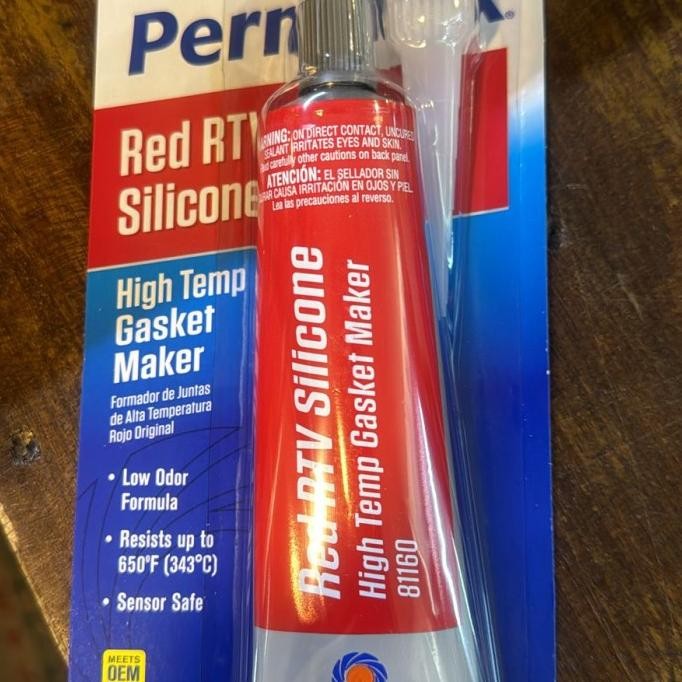 Red RTV
Silicone
High Temp
Gasket
Maker
Formador de Juntas
de Alta Temperatura
Rojo Original
• Low Odor
Formula
• Resists up to
650°F (343°C)
• Sensor Safe
MEETS
OEM
WARNING: ON DIRECT CONTACT, UNCURED
SEALANT IRRITATES EYES AND SKIN.
Read carefully other cautions on back panel.
ATENCIÓN: EL SELLADOR SIN
CURAR CAUSA IRRITACIÓN EN OJOS Y PIEL.
Lea las precauciones al reverso.
Red RTV Silicone
High Temp Gasket Maker
81160